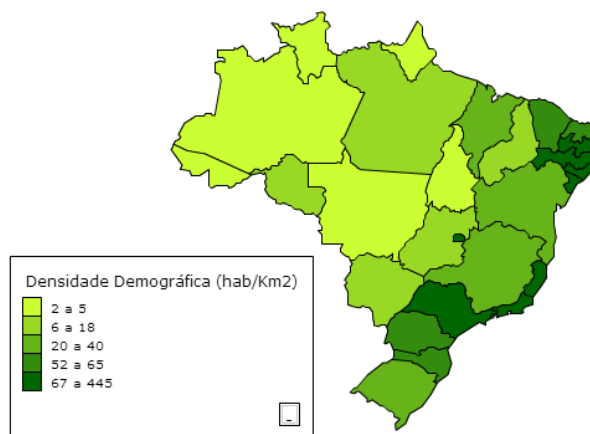 Densidade Demográfica (hab/Km2)
2 a 5
6 a 18
20 a 40
52 a 65
67 a 445